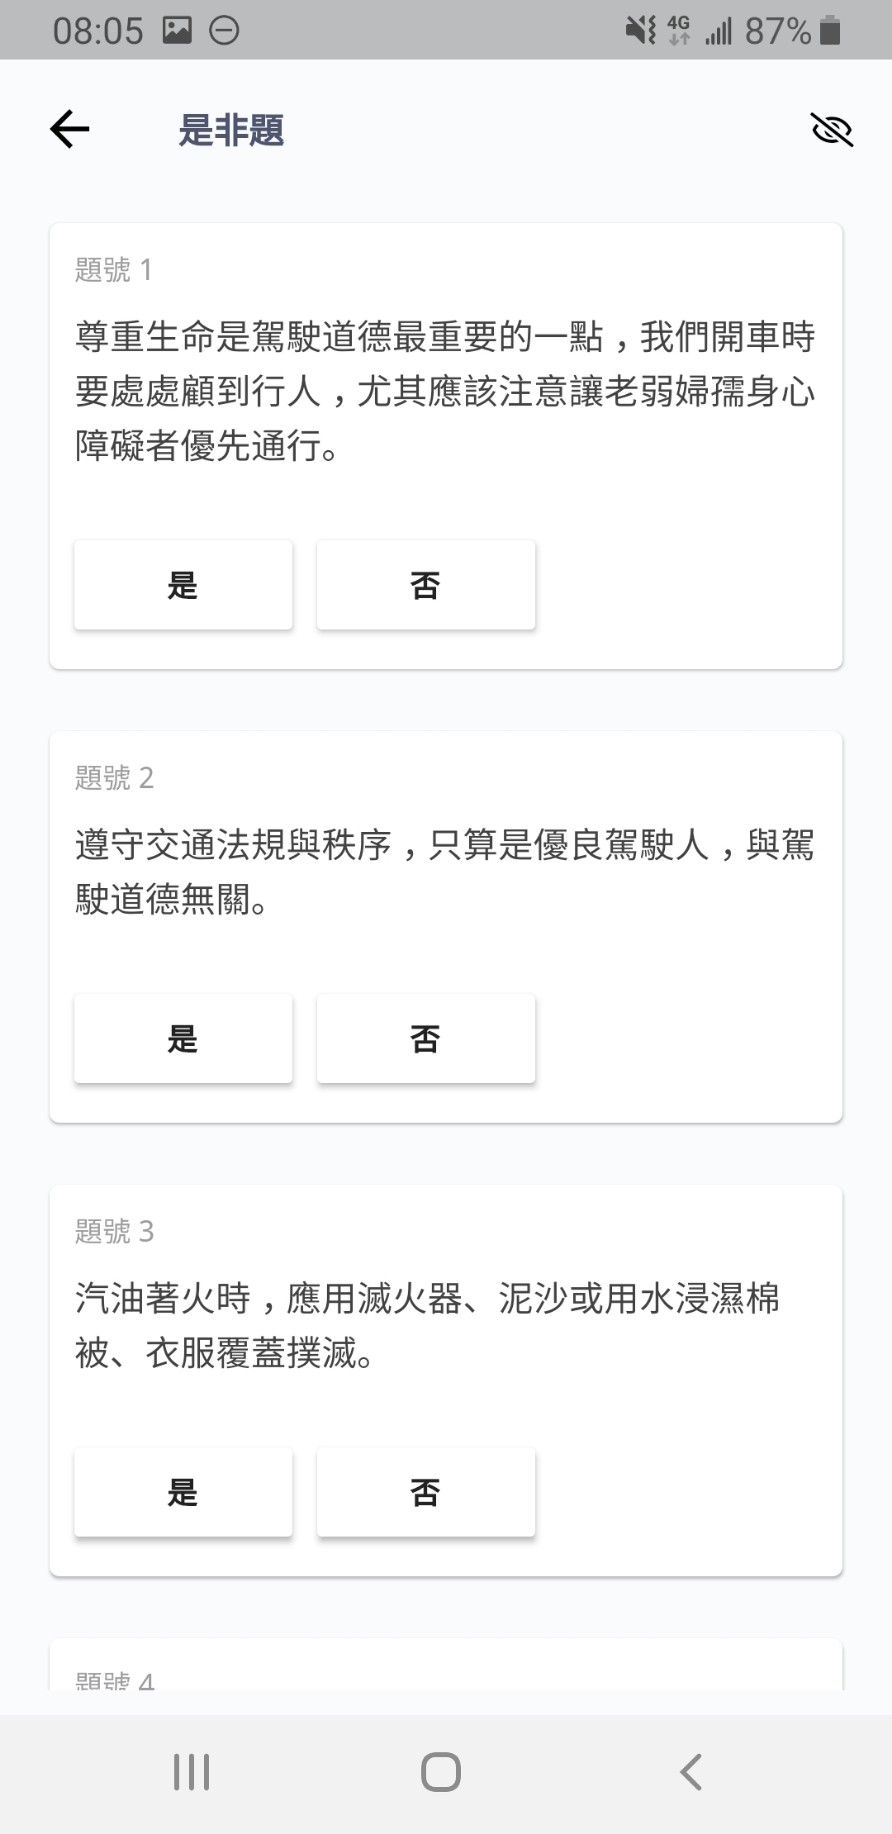 08:05
4G
87%
是非題
題號 1
尊重生命是駕駛道德最重要的一點，我們開車時
要處處顧到行人，尤其應該注意讓老弱婦孺身心
障礙者優先通行。
是
否
題號 2
遵守交通法規與秩序，只算是優良駕駛人，與駕
駛道德無關。
是
否
題號 3
汽油著火時，應用滅火器、泥沙或用水浸濕棉
被、衣服覆蓋撲滅。
是
否
題號 4